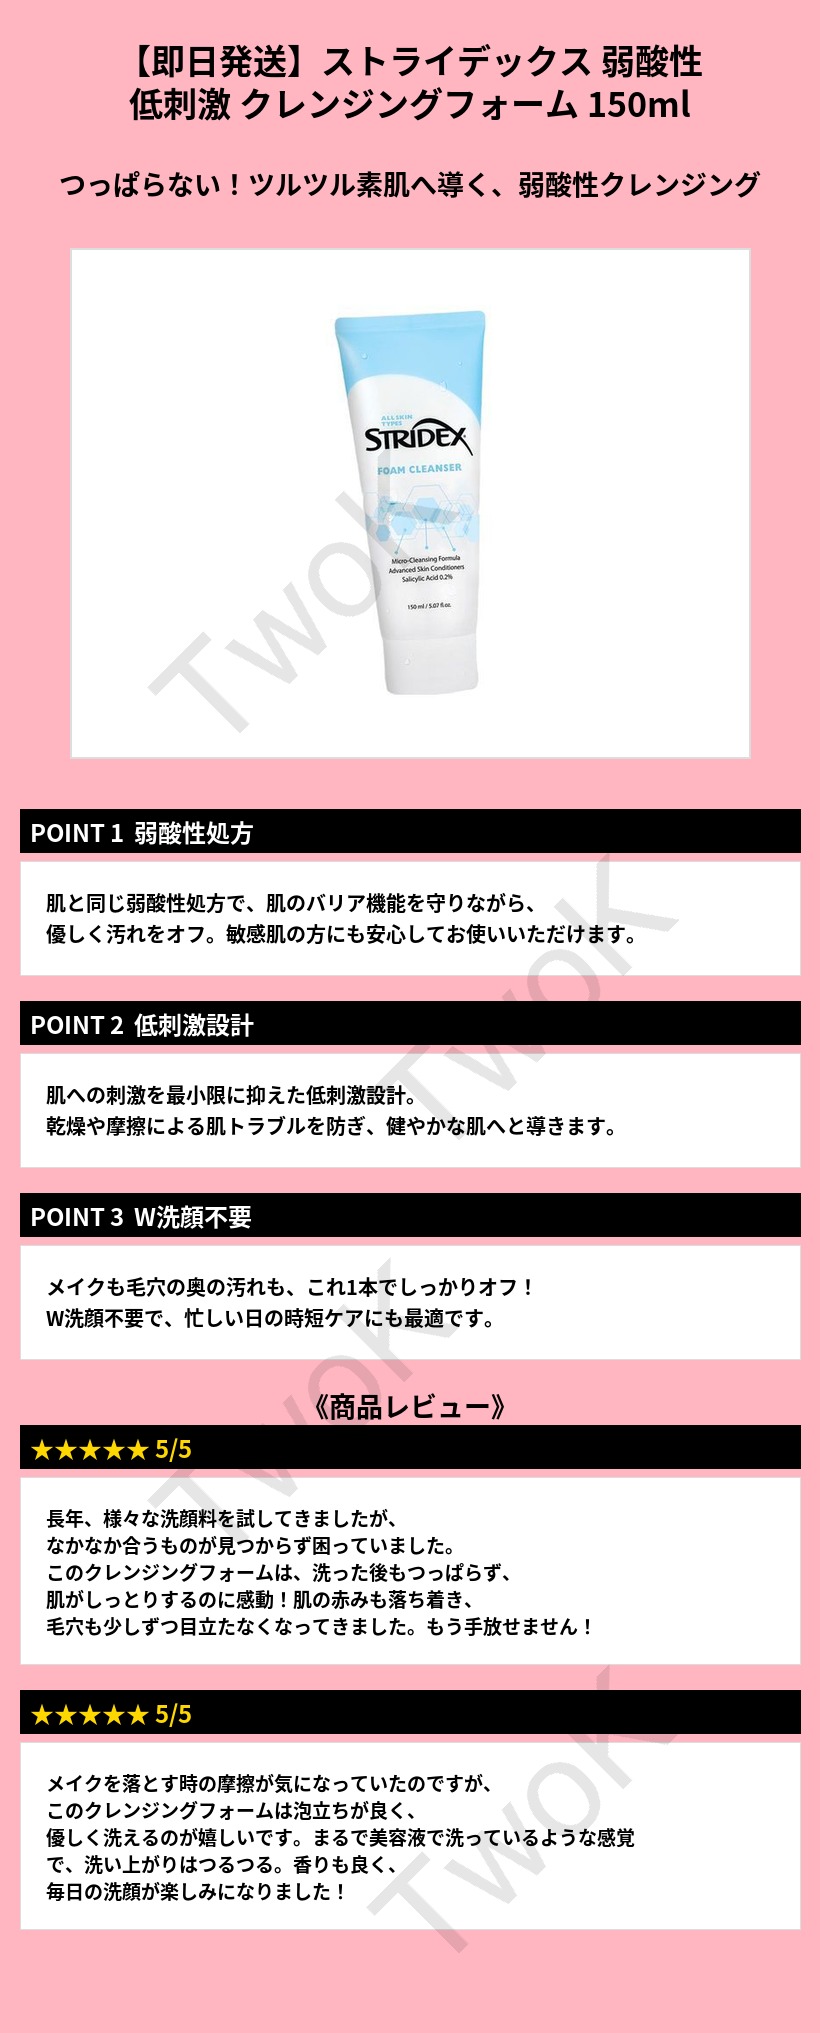 【即日発送】ストライデックス 弱酸性
低刺激 クレンジングフォーム 150ml
つっぱらない！ツルツル素肌へ導く、弱酸性クレンジング
ALL SKIN
TYPES
STRIDEX
FOAM CLEANSER
Micro-Cleansing Formula
Advanced Skin Conditioners
Salicylic Acid 0.2%
150 ml / 5.07 fl.oz.
TwoK
POINT 1 弱酸性処方
肌と同じ弱酸性処方で、肌のバリア機能を守りながら、
優しく汚れをオフ。敏感肌の方にも安心してお使いいただけます。
TwoK
POINT 2 低刺激設計
肌への刺激を最小限に抑えた低刺激設計。
乾燥や摩擦による肌トラブルを防ぎ、健やかな肌へと導きます。
POINT 3 W洗顔不要
メイクも毛穴の奥の汚れも、これ1本でしっかりオフ！
W洗顔不要で、忙しい日の時短ケアにも最適です。
TwoK
《商品レビュー》
★★★★★ 5/5
長年、様々な洗顔料を試してきましたが、
なかなか合うものが見つからず困っていました。
このクレンジングフォームは、洗った後もつっぱらず、
肌がしっとりするのに感動！肌の赤みも落ち着き、
毛穴も少しずつ目立たなくなってきました。もう手放せません！
★★★★★ 5/5
メイクを落とす時の摩擦が気になっていたのですが、
このクレンジングフォームは泡立ちが良く、
優しく洗えるのが嬉しいです。まるで美容液で洗っているような感覚
で、洗い上がりはつるつる。香りも良く、
毎日の洗顔が楽しみになりました！
TwoK